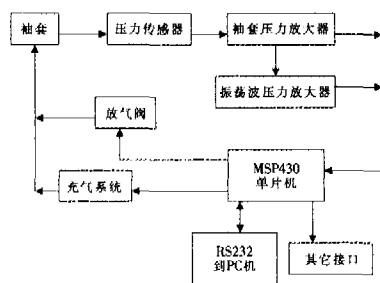 袖套
压力传感器
袖套压力放大器
振荡波压力放大器
放气阀
MSP430
单片机
充气系统
RS232
到PC机
其它接口